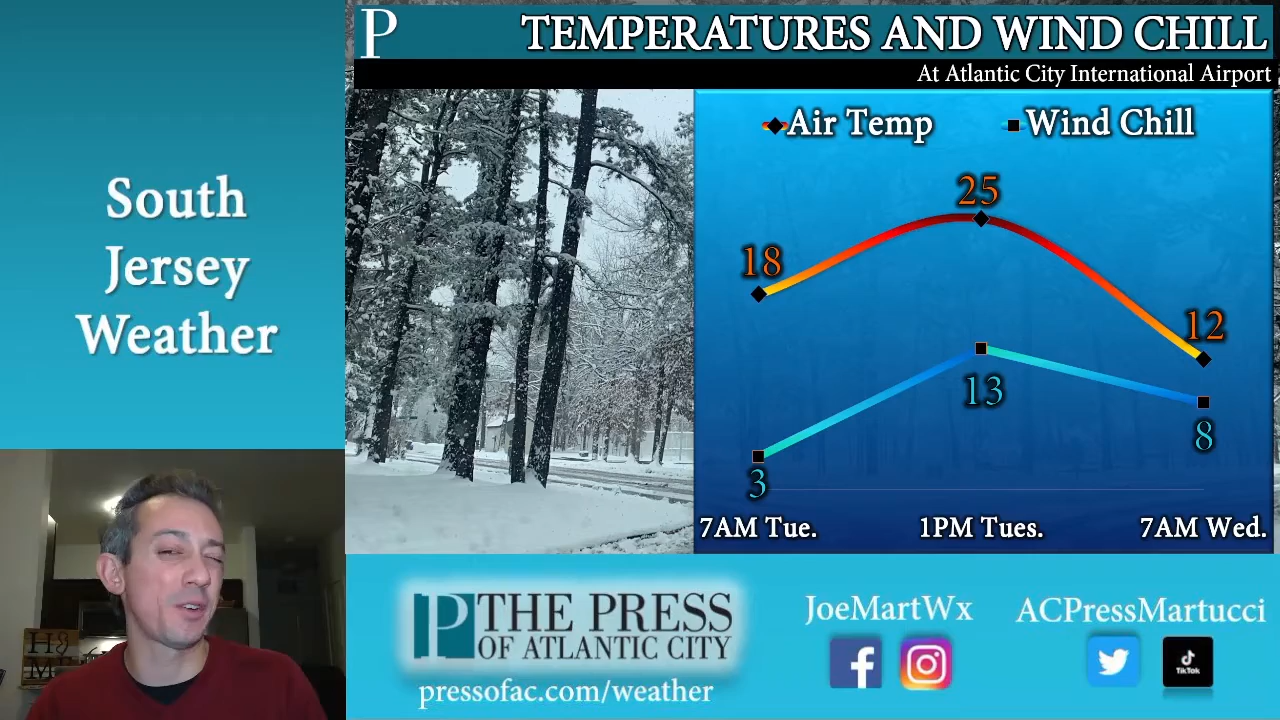 P
TEMPERATURES AND WIND CHILL
At Atlantic City International Airport
South
Jersey
Weather
Air Temp
Wind Chill
25
18
12
13
8
3
7AM Tue.
1PM Tues.
7AM Wed.
P THE PRESS
OF ATLANTIC CITY
pressofac.com/weather
JoeMartWx
ACPressMartucci
TikTok